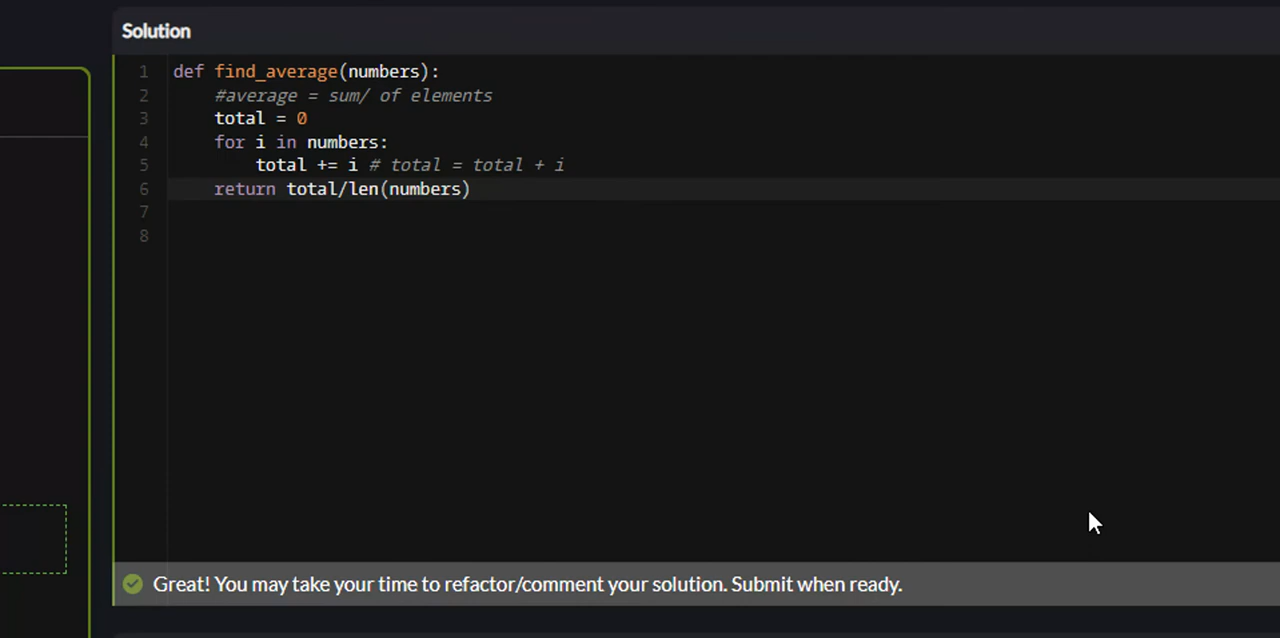 Solution
1 def find_average(numbers):
2     #average = sum/ of elements
3     total = 0
4     for i in numbers:
5         total += i # total = total + i
6     return total/len(numbers)
7
8
Great! You may take your time to refactor/comment your solution. Submit when ready.